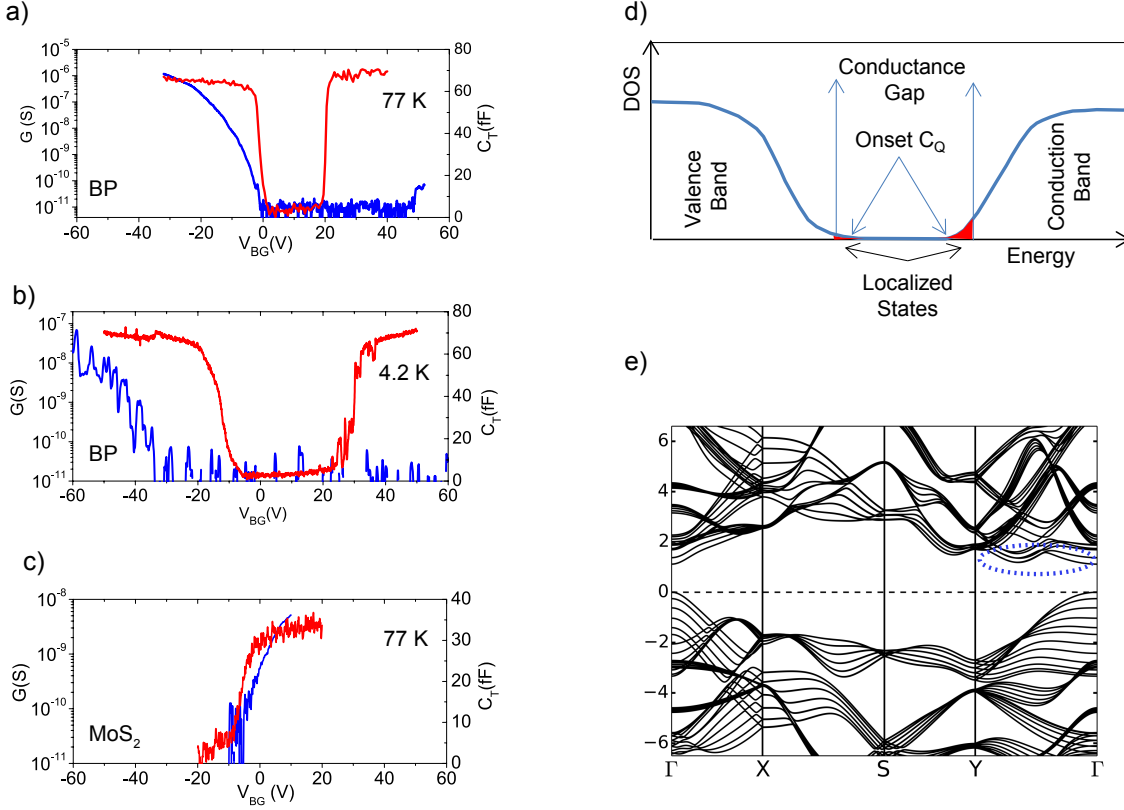 a)
10⁻⁵
10⁻⁶
10⁻⁷
10⁻⁸
10⁻⁹
10⁻¹⁰
10⁻¹¹
G (S)
80
60
40
20
0
C_T(fF)
77 K
BP
-60 -40 -20 0 20 40 60
V_BG(V)
b)
10⁻⁷
10⁻⁸
10⁻⁹
10⁻¹⁰
10⁻¹¹
G(S)
80
60
40
20
0
C_T(fF)
4.2 K
BP
-60 -40 -20 0 20 40 60
V_BG(V)
c)
10⁻⁸
10⁻⁹
10⁻¹⁰
10⁻¹¹
G(S)
40
30
20
10
0
C_T(fF)
77 K
MoS₂
-60 -40 -20 0 20 40 60
V_BG(V)
d)
DOS
Conductance
Gap
Onset C_Q
Valence
Band
Conduction
Band
Energy
Localized
States
e)
6
4
2
0
−2
−4
−6
Γ X S Y Γ